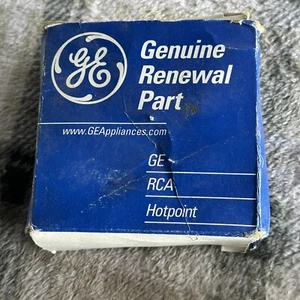 GE
Genuine
Renewal
Part
www.GEAppliances.com
GE
RCA
Hotpoint